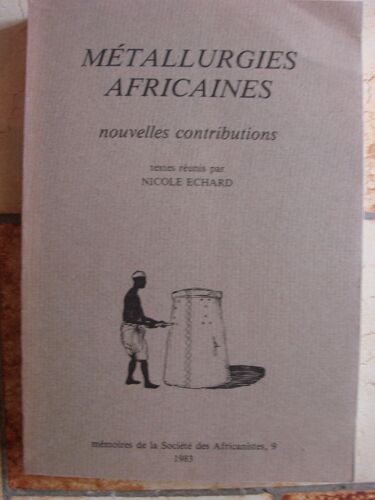 MÉTALLURGIES
AFRICAINES
nouvelles contributions
textes réunis par
NICOLE ECHARD
mémoires de la Société des Africanistes, 9
1983